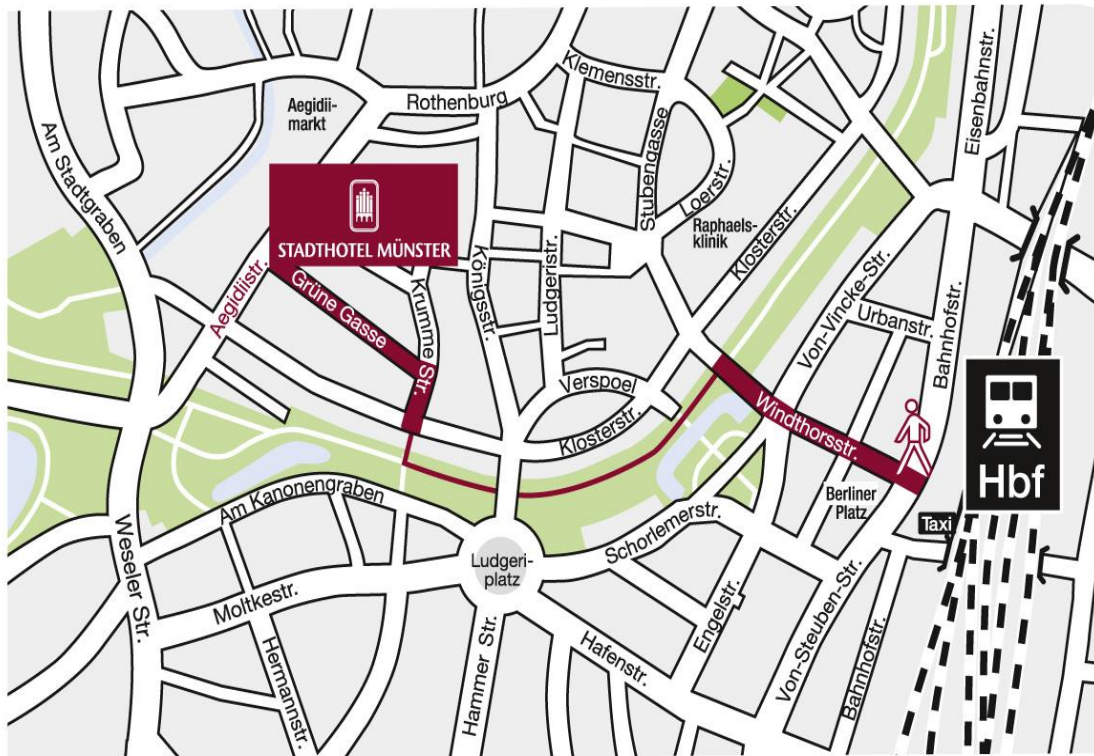 Klemensstr.
Eisenbahnstr.
Rothenburg
Aegidii-
markt
Am Stadtgraben
Stubengasse
Loerstr.
Raphaels-
klinik
Klosterstr.
STADTHOTEL MÜNSTER
Aegidiistr.
Grüne Gasse
Krumme
Str.
Königsstr.
Ludgeristr.
Von-Vincke-Str.
Urbanstr.
Bahnhofstr.
Verspoel
Klosterstr.
Windthorsstr.
Hbf
Berliner
Platz
Taxi
Am Kanonengraben
Schorlemerstr.
Weseler Str.
Ludgeri-
platz
Moltkestr.
Hermannstr.
Hammer Str.
Hafenstr.
Engelstr.
Von-Steuben-Str.
Bahnhofstr.